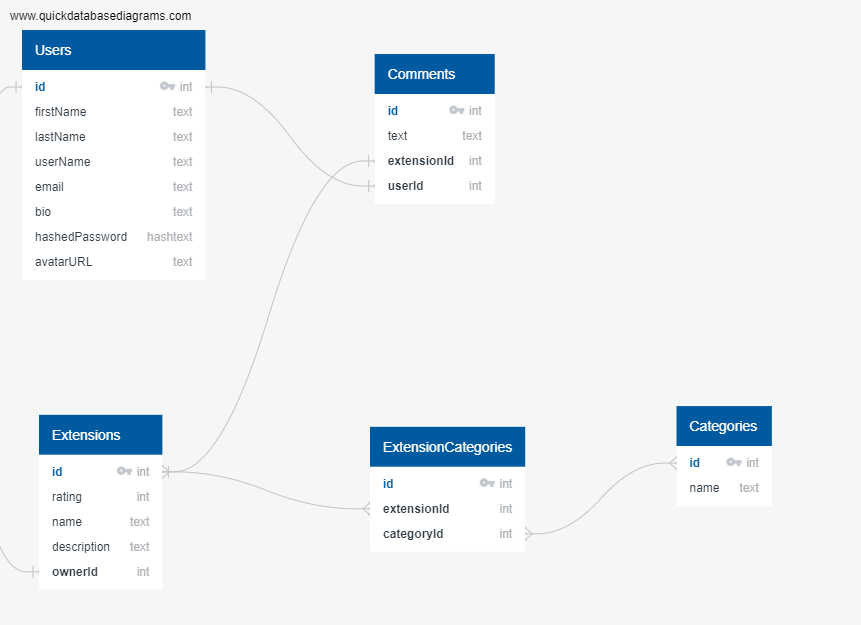 www.quickdatabasediagrams.com
Users
id int
firstName text
lastName text
userName text
email text
bio text
hashedPassword hashtext
avatarURL text
Comments
id int
text text
extensionId int
userId int
Extensions
id int
rating int
name text
description text
ownerId int
ExtensionCategories
id int
extensionId int
categoryId int
Categories
id int
name text